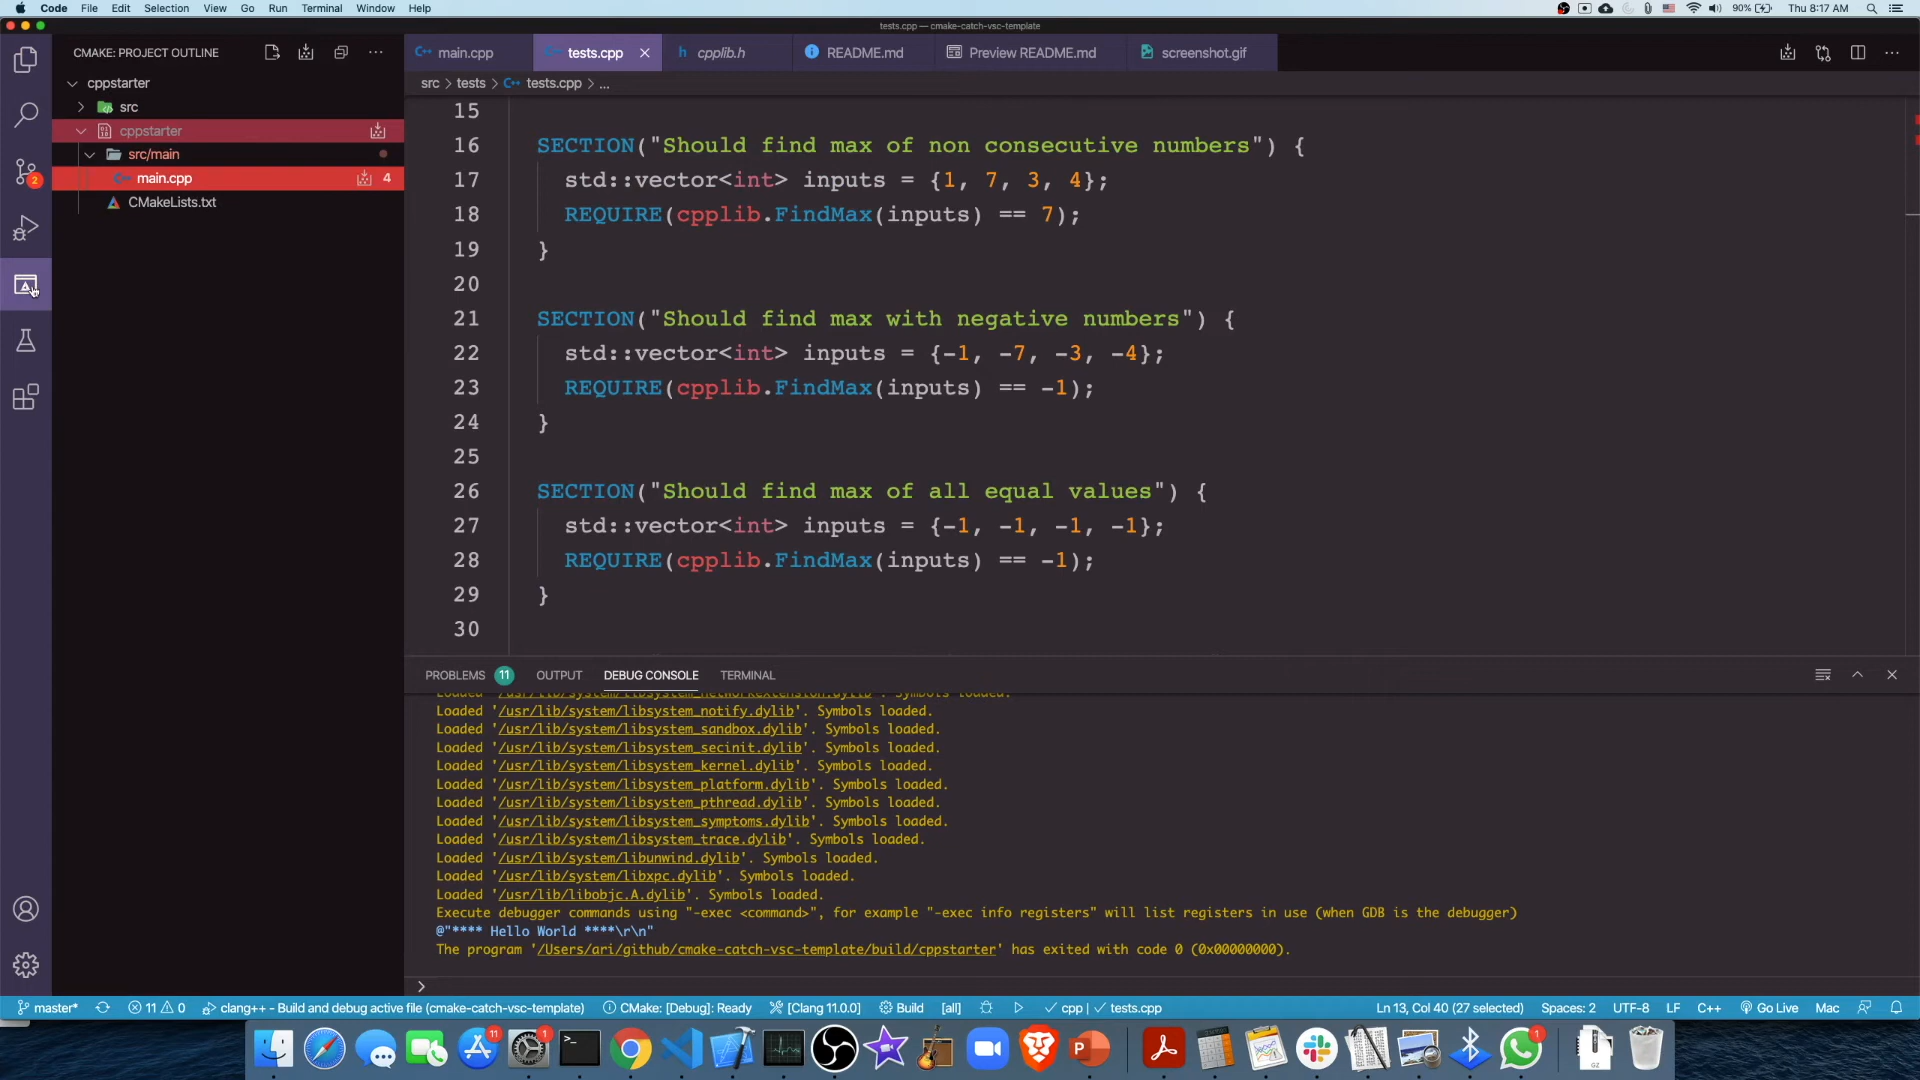 Code File Edit Selection View Go Run Terminal Window Help 90% Thu 8:17 AM
tests.cpp — cmake-catch-vsc-template
CMAKE: PROJECT OUTLINE
main.cpp tests.cpp cpplib.h README.md Preview README.md screenshot.gif
cppstarter
src
cppstarter
src/main
main.cpp 4
CMakeLists.txt
2
src > tests > tests.cpp > ...
15
16 SECTION("Should find max of non consecutive numbers") {
17 std::vector<int> inputs = {1, 7, 3, 4};
18 REQUIRE(cpplib.FindMax(inputs) == 7);
19 }
20
21 SECTION("Should find max with negative numbers") {
22 std::vector<int> inputs = {-1, -7, -3, -4};
23 REQUIRE(cpplib.FindMax(inputs) == -1);
24 }
25
26 SECTION("Should find max of all equal values") {
27 std::vector<int> inputs = {-1, -1, -1, -1};
28 REQUIRE(cpplib.FindMax(inputs) == -1);
29 }
30
PROBLEMS 11 OUTPUT DEBUG CONSOLE TERMINAL
Loaded '/usr/lib/system/libsystem_networkextension.dylib'. Symbols loaded.
Loaded '/usr/lib/system/libsystem_notify.dylib'. Symbols loaded.
Loaded '/usr/lib/system/libsystem_sandbox.dylib'. Symbols loaded.
Loaded '/usr/lib/system/libsystem_secinit.dylib'. Symbols loaded.
Loaded '/usr/lib/system/libsystem_kernel.dylib'. Symbols loaded.
Loaded '/usr/lib/system/libsystem_platform.dylib'. Symbols loaded.
Loaded '/usr/lib/system/libsystem_pthread.dylib'. Symbols loaded.
Loaded '/usr/lib/system/libsystem_symptoms.dylib'. Symbols loaded.
Loaded '/usr/lib/system/libsystem_trace.dylib'. Symbols loaded.
Loaded '/usr/lib/system/libunwind.dylib'. Symbols loaded.
Loaded '/usr/lib/system/libxpc.dylib'. Symbols loaded.
Loaded '/usr/lib/libobjc.A.dylib'. Symbols loaded.
Execute debugger commands using "-exec <command>", for example "-exec info registers" will list registers in use (when GDB is the debugger)
@"**** Hello World ****\r\n"
The program '/Users/ari/github/cmake-catch-vsc-template/build/cppstarter' has exited with code 0 (0x00000000).
>
master* 11 0 clang++ - Build and debug active file (cmake-catch-vsc-template) CMake: [Debug]: Ready [Clang 11.0.0] Build [all] cpp | tests.cpp Ln 13, Col 40 (27 selected) Spaces: 2 UTF-8 LF C++ Go Live Mac
11 1 1